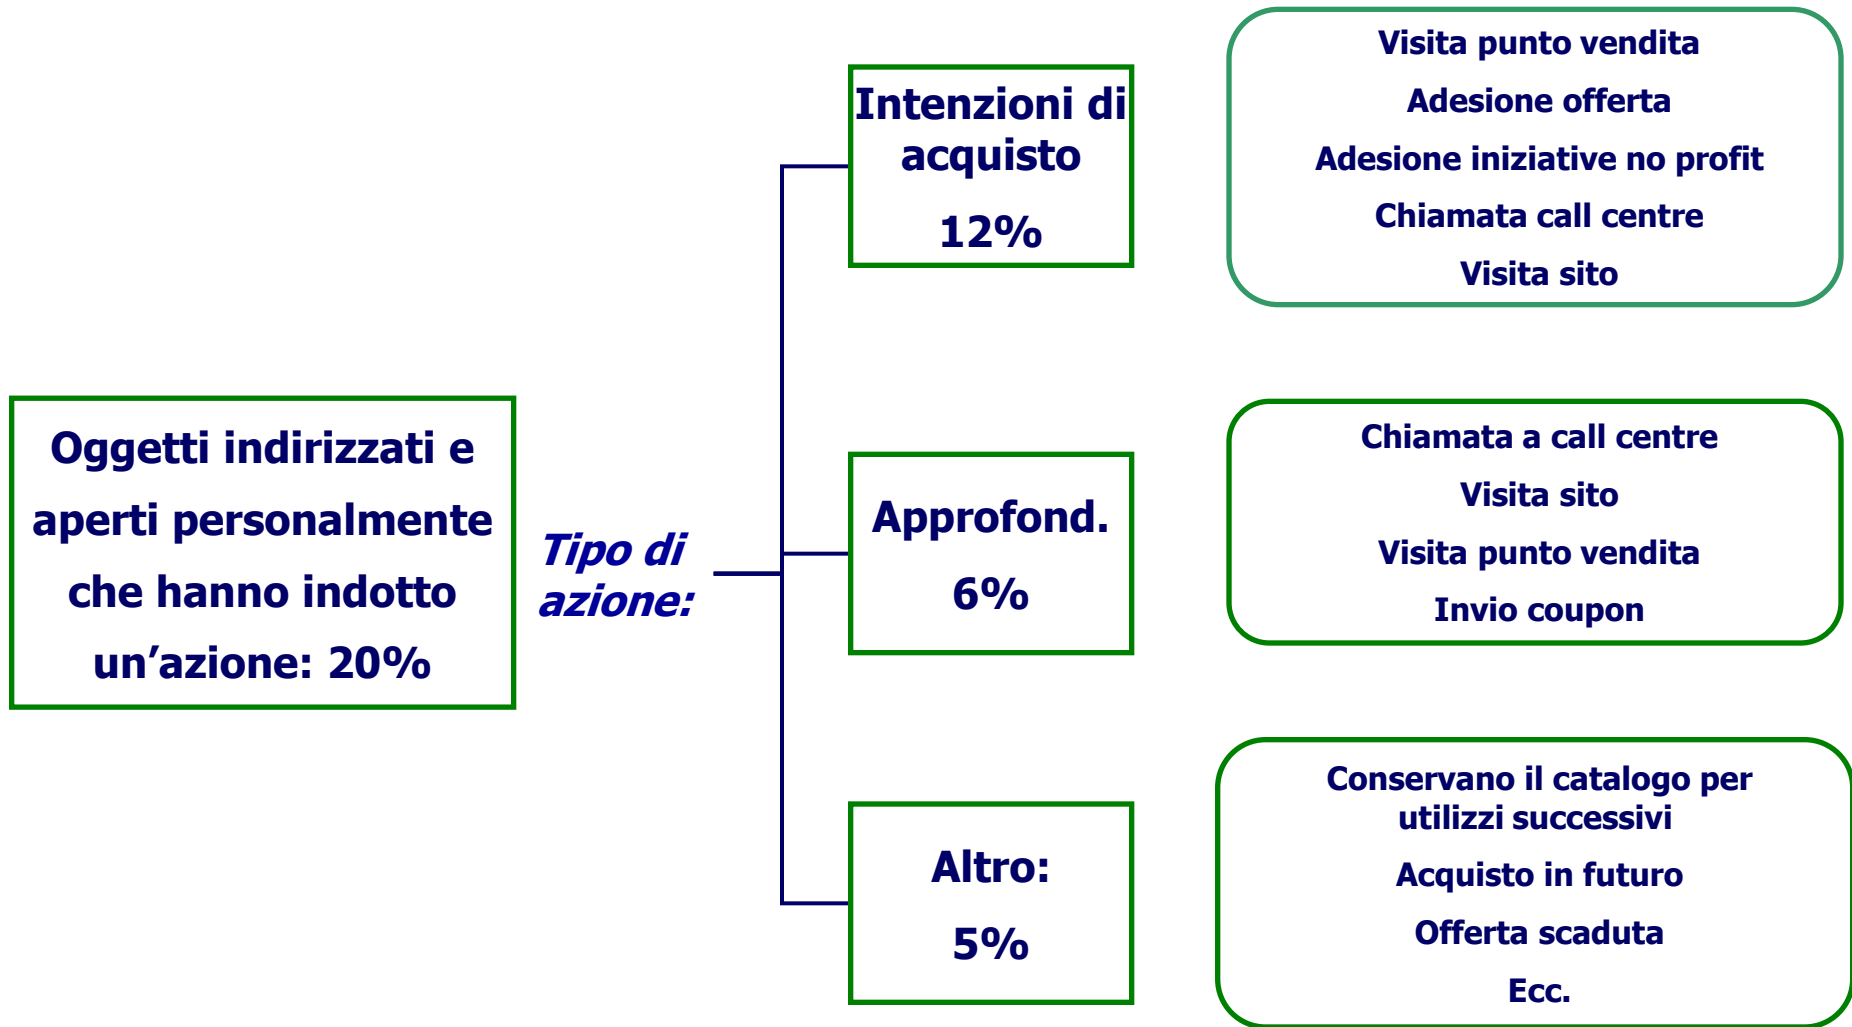 Oggetti indirizzati e
aperti personalmente
che hanno indotto
un’azione: 20%
Tipo di
azione:
Intenzioni di
acquisto
12%
Visita punto vendita
Adesione offerta
Adesione iniziative no profit
Chiamata call centre
Visita sito
Approfond.
6%
Chiamata a call centre
Visita sito
Visita punto vendita
Invio coupon
Altro:
5%
Conservano il catalogo per
utilizzi successivi
Acquisto in futuro
Offerta scaduta
Ecc.